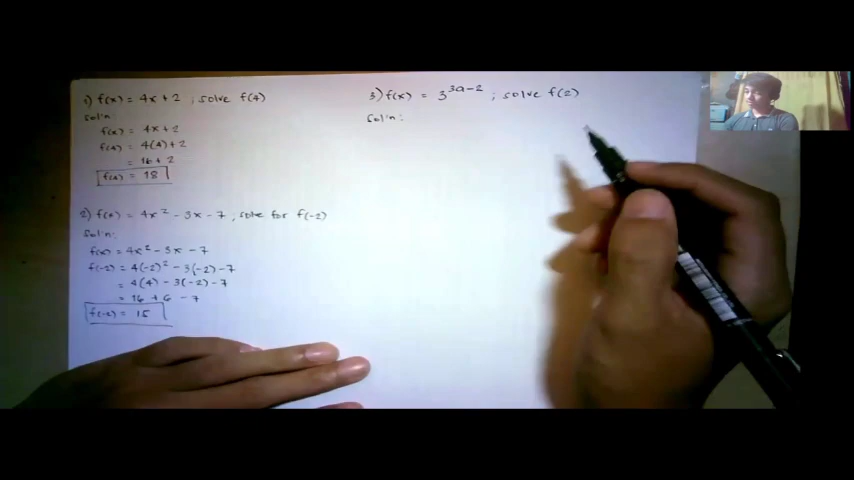 1) f(x) = 4x + 2 ; solve f(4)
sol'n:
f(x) = 4x + 2
f(4) = 4(4) + 2
= 16 + 2
f(4) = 18
2) f(x) = 4x² - 3x - 7 ; solve for f(-2)
sol'n:
f(x) = 4x² - 3x - 7
f(-2) = 4(-2)² - 3(-2) - 7
= 4(4) - 3(-2) - 7
= 16 + 6 - 7
f(-2) = 15
3) f(x) = 3^(3a-2) ; solve f(2)
sol'n: